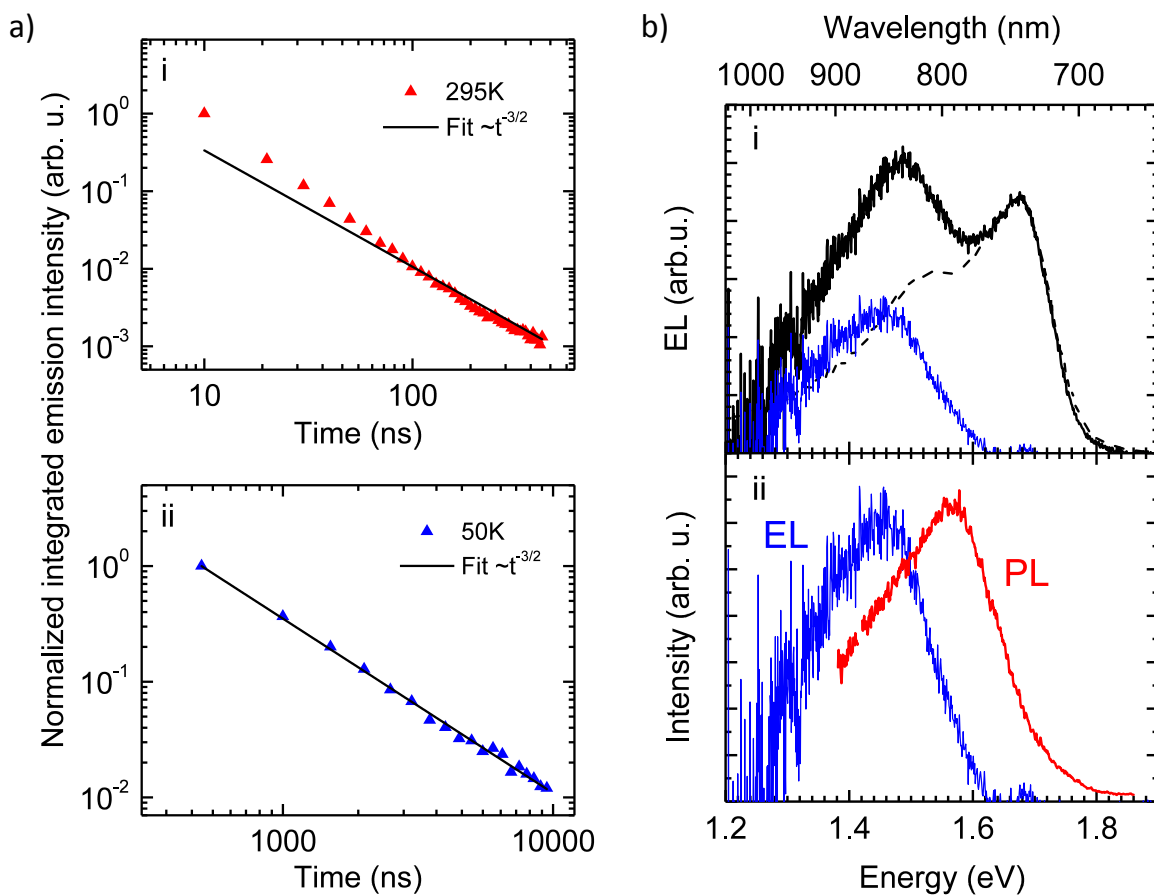 a)
Normalized integrated emission intensity (arb. u.)
i
295K
Fit ~t^-3/2
10^0
10^-1
10^-2
10^-3
10
100
Time (ns)
ii
50K
Fit ~t^-3/2
10^0
10^-1
10^-2
1000
10000
Time (ns)
b)
Wavelength (nm)
1000 900 800 700
i
EL (arb.u.)
ii
EL
PL
Intensity (arb. u.)
1.2 1.4 1.6 1.8
Energy (eV)